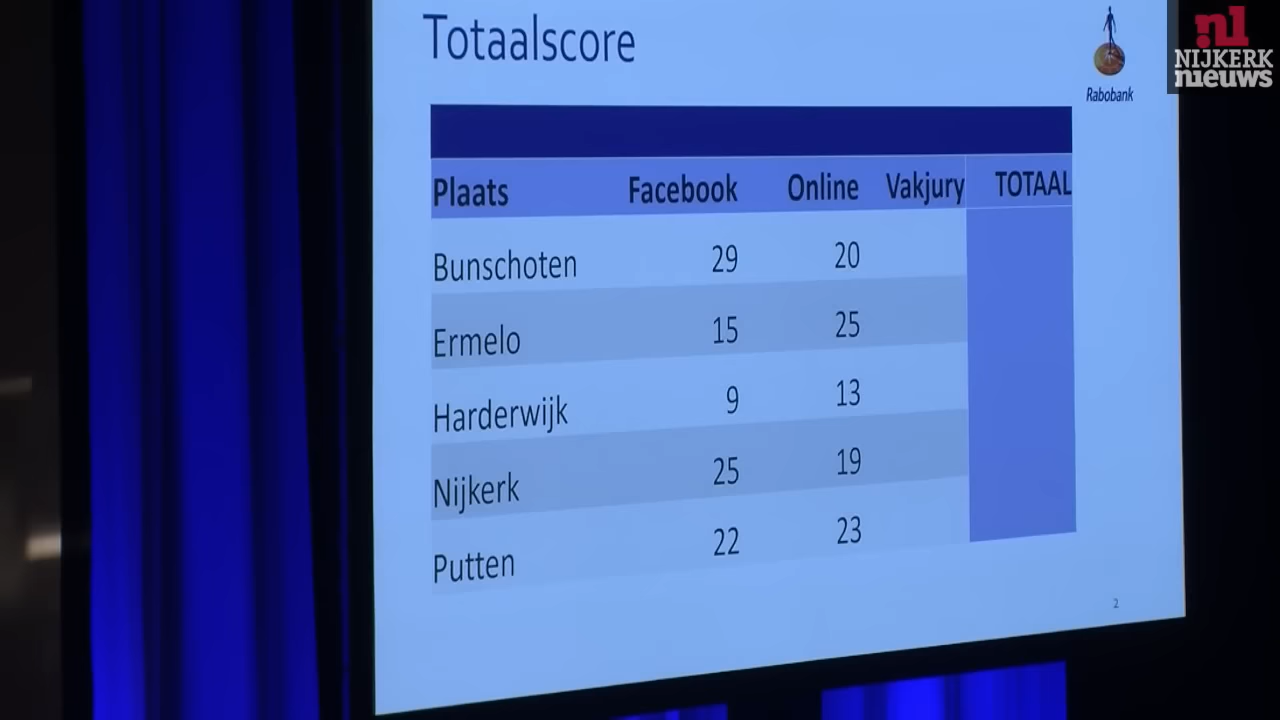 Totaalscore
Rabobank
n1
NIJKERK
nieuws
Plaats Facebook Online Vakjury TOTAAL
Bunschoten 29 20
Ermelo 15 25
Harderwijk 9 13
Nijkerk 25 19
Putten 22 23
2